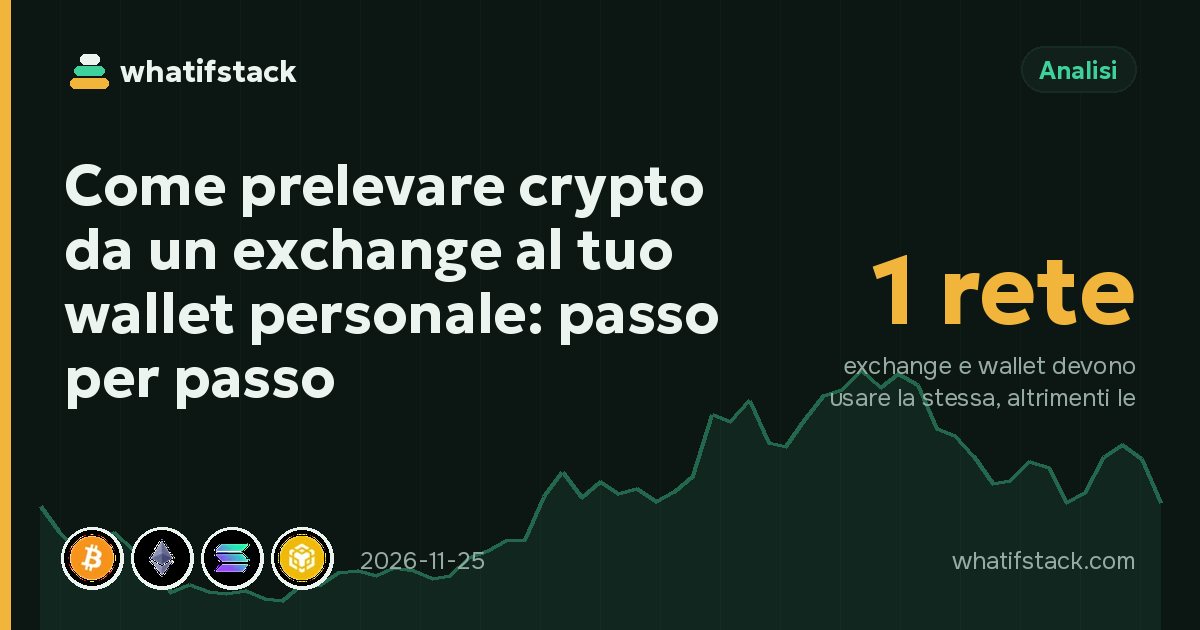 whatifstack
Analisi
Come prelevare crypto
da un exchange al tuo
wallet personale: passo
per passo
1 rete
exchange e wallet devono
usare la stessa, altrimenti le
2026-11-25
whatifstack.com